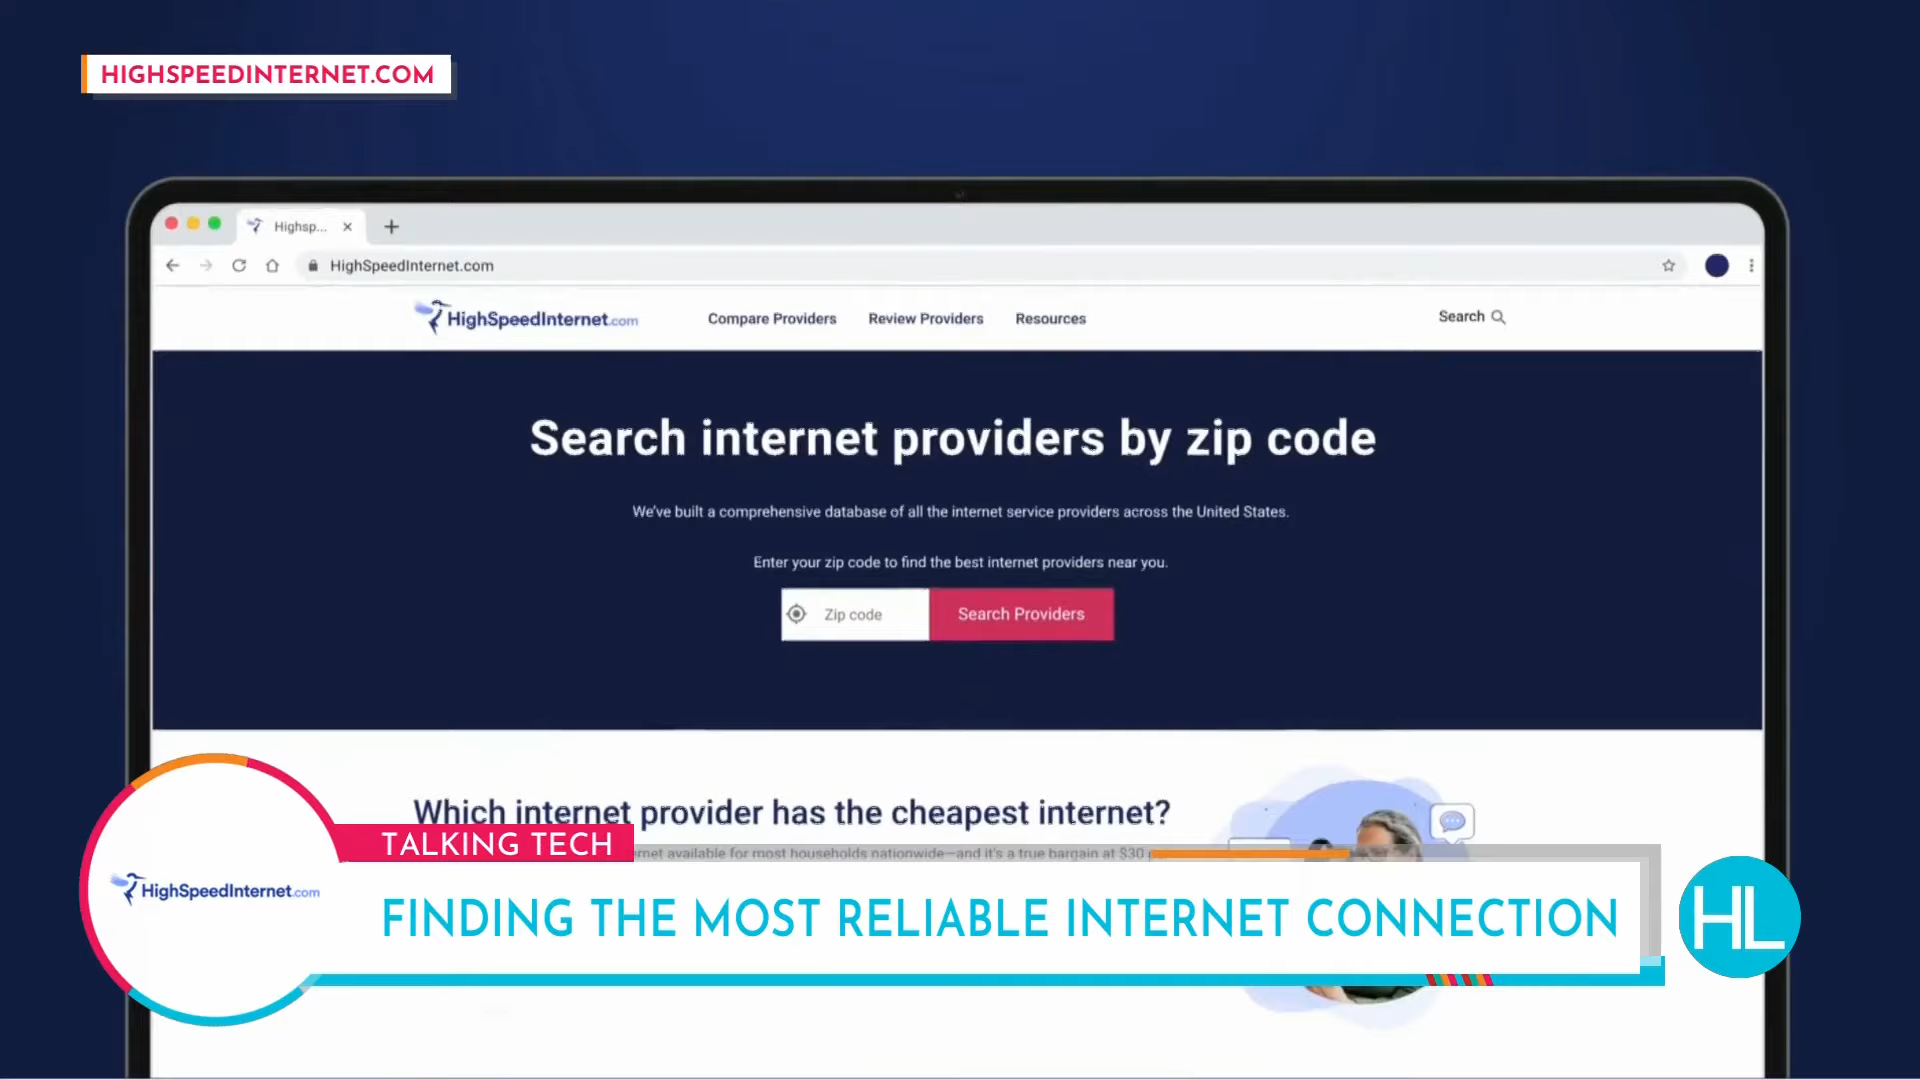 HIGHSPEEDINTERNET.COM
Highsp...
HighSpeedInternet.com
HighSpeedInternet.com
Compare Providers
Review Providers
Resources
Search
Search internet providers by zip code
We've built a comprehensive database of all the internet service providers across the United States.
Enter your zip code to find the best internet providers near you.
Zip code
Search Providers
Which internet provider has the cheapest internet?
TALKING TECH
available for most households nationwide—and it's a true bargain at $30
HighSpeedInternet.com
FINDING THE MOST RELIABLE INTERNET CONNECTION
HL